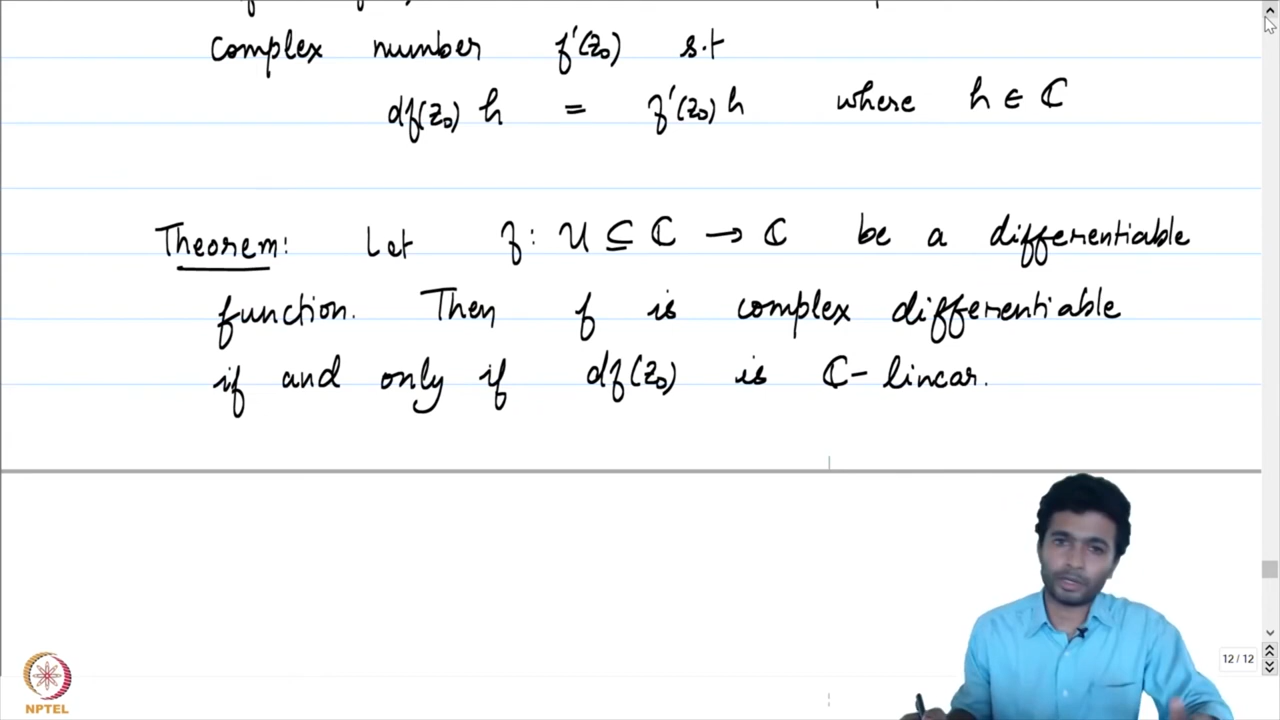 complex number f'(z₀) s.t
df(z₀) h = f'(z₀) h where h ∈ ℂ
Theorem: Let f: U ⊆ ℂ → ℂ be a differentiable
function. Then f is complex differentiable
if and only if df(z₀) is ℂ-linear.
12 / 12
NPTEL